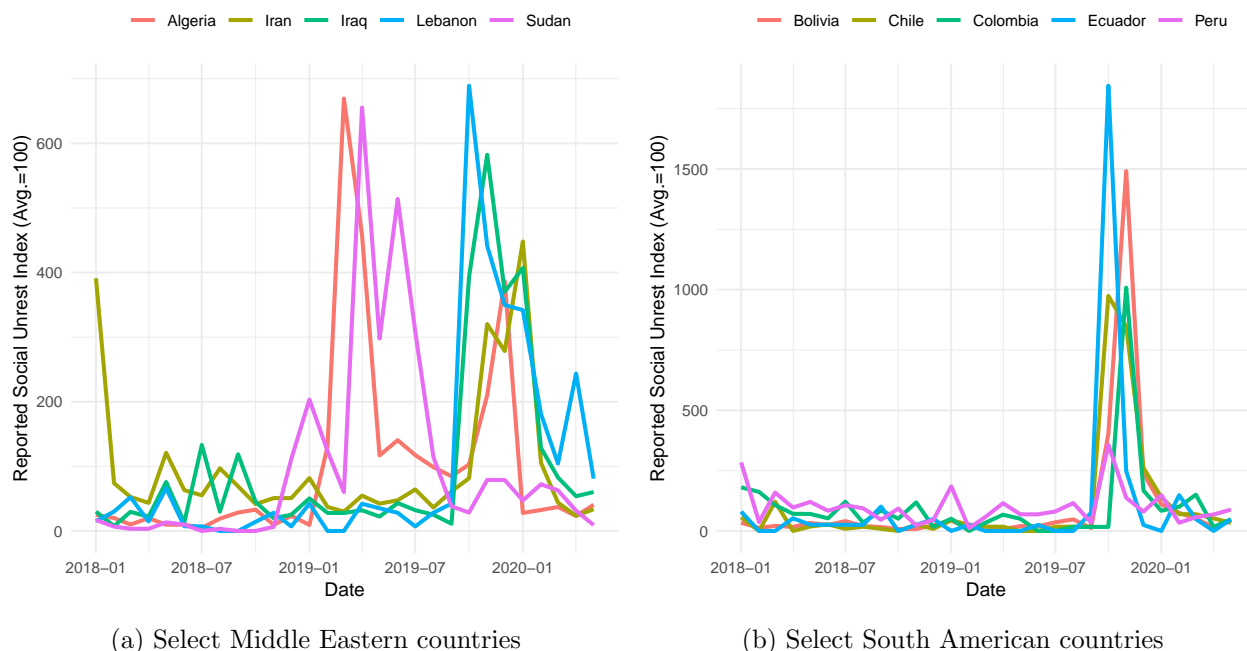 Algeria Iran Iraq Lebanon Sudan
Reported Social Unrest Index (Avg.=100)
600
400
200
0
2018−01 2018−07 2019−01 2019−07 2020−01
Date
(a) Select Middle Eastern countries
Bolivia Chile Colombia Ecuador Peru
Reported Social Unrest Index (Avg.=100)
1500
1000
500
0
2018−01 2018−07 2019−01 2019−07 2020−01
Date
(b) Select South American countries